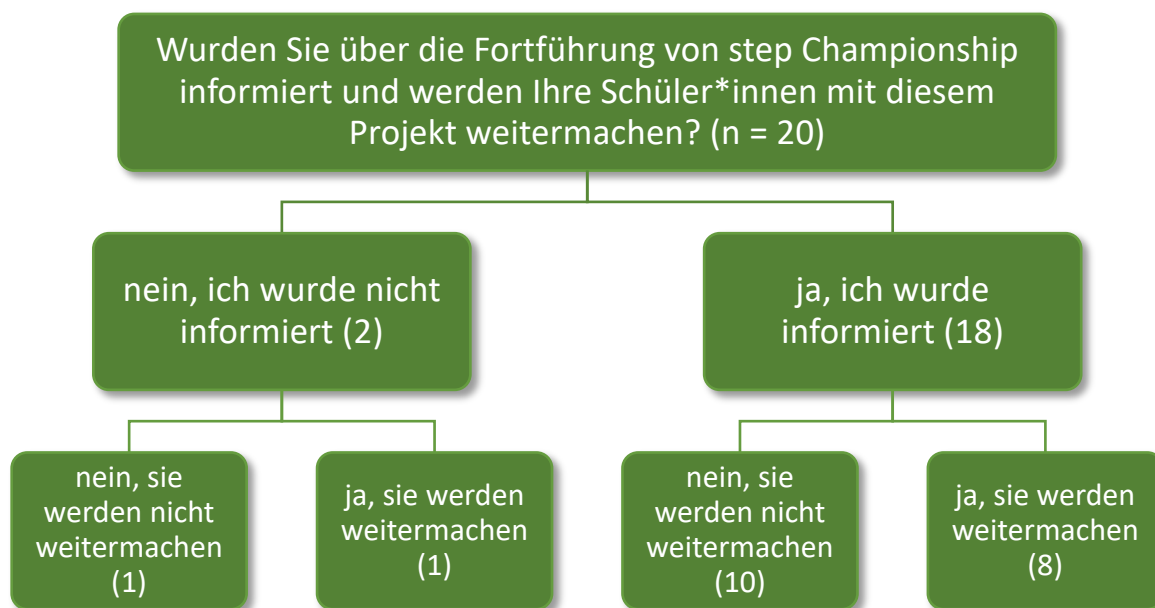 Wurden Sie über die Fortführung von step Championship
informiert und werden Ihre Schüler*innen mit diesem
Projekt weitermachen? (n = 20)
nein, ich wurde nicht
informiert (2)
ja, ich wurde
informiert (18)
nein, sie
werden nicht
weitermachen
(1)
ja, sie werden
weitermachen
(1)
nein, sie
werden nicht
weitermachen
(10)
ja, sie werden
weitermachen
(8)